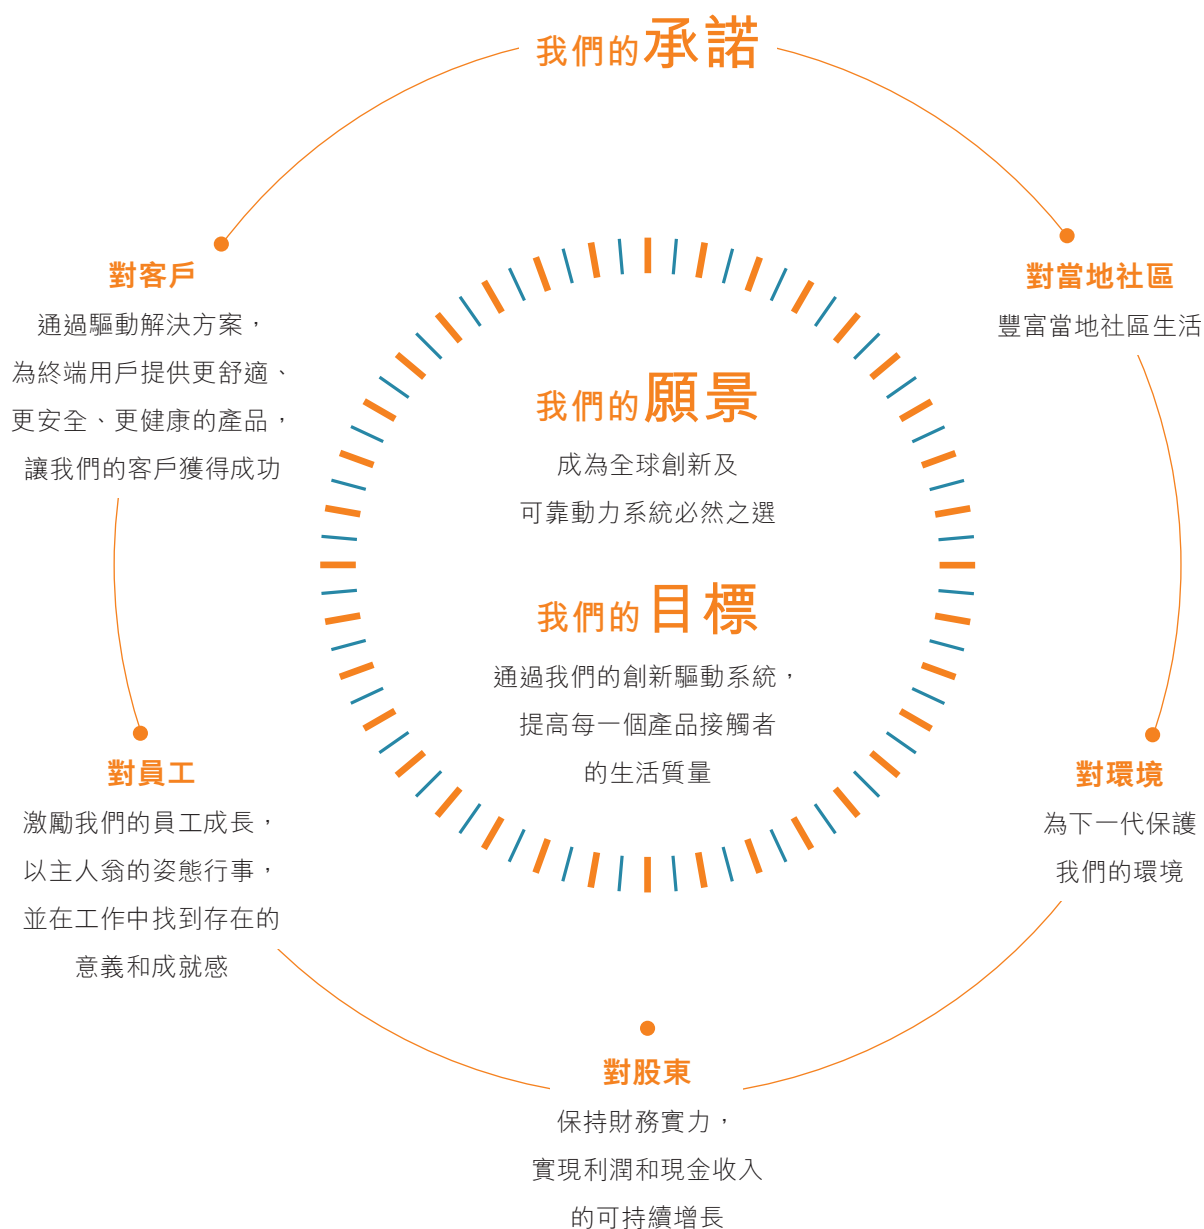 我們的承諾
對客戶
通過驅動解決方案，
為終端用戶提供更舒適、
更安全、更健康的產品，
讓我們的客戶獲得成功
對當地社區
豐富當地社區生活
我們的願景
成為全球創新及
可靠動力系統必然之選
我們的目標
通過我們的創新驅動系統，
提高每一個產品接觸者
的生活質量
對員工
激勵我們的員工成長，
以主人翁的姿態行事，
並在工作中找到存在的
意義和成就感
對環境
為下一代保護
我們的環境
對股東
保持財務實力，
實現利潤和現金收入
的可持續增長